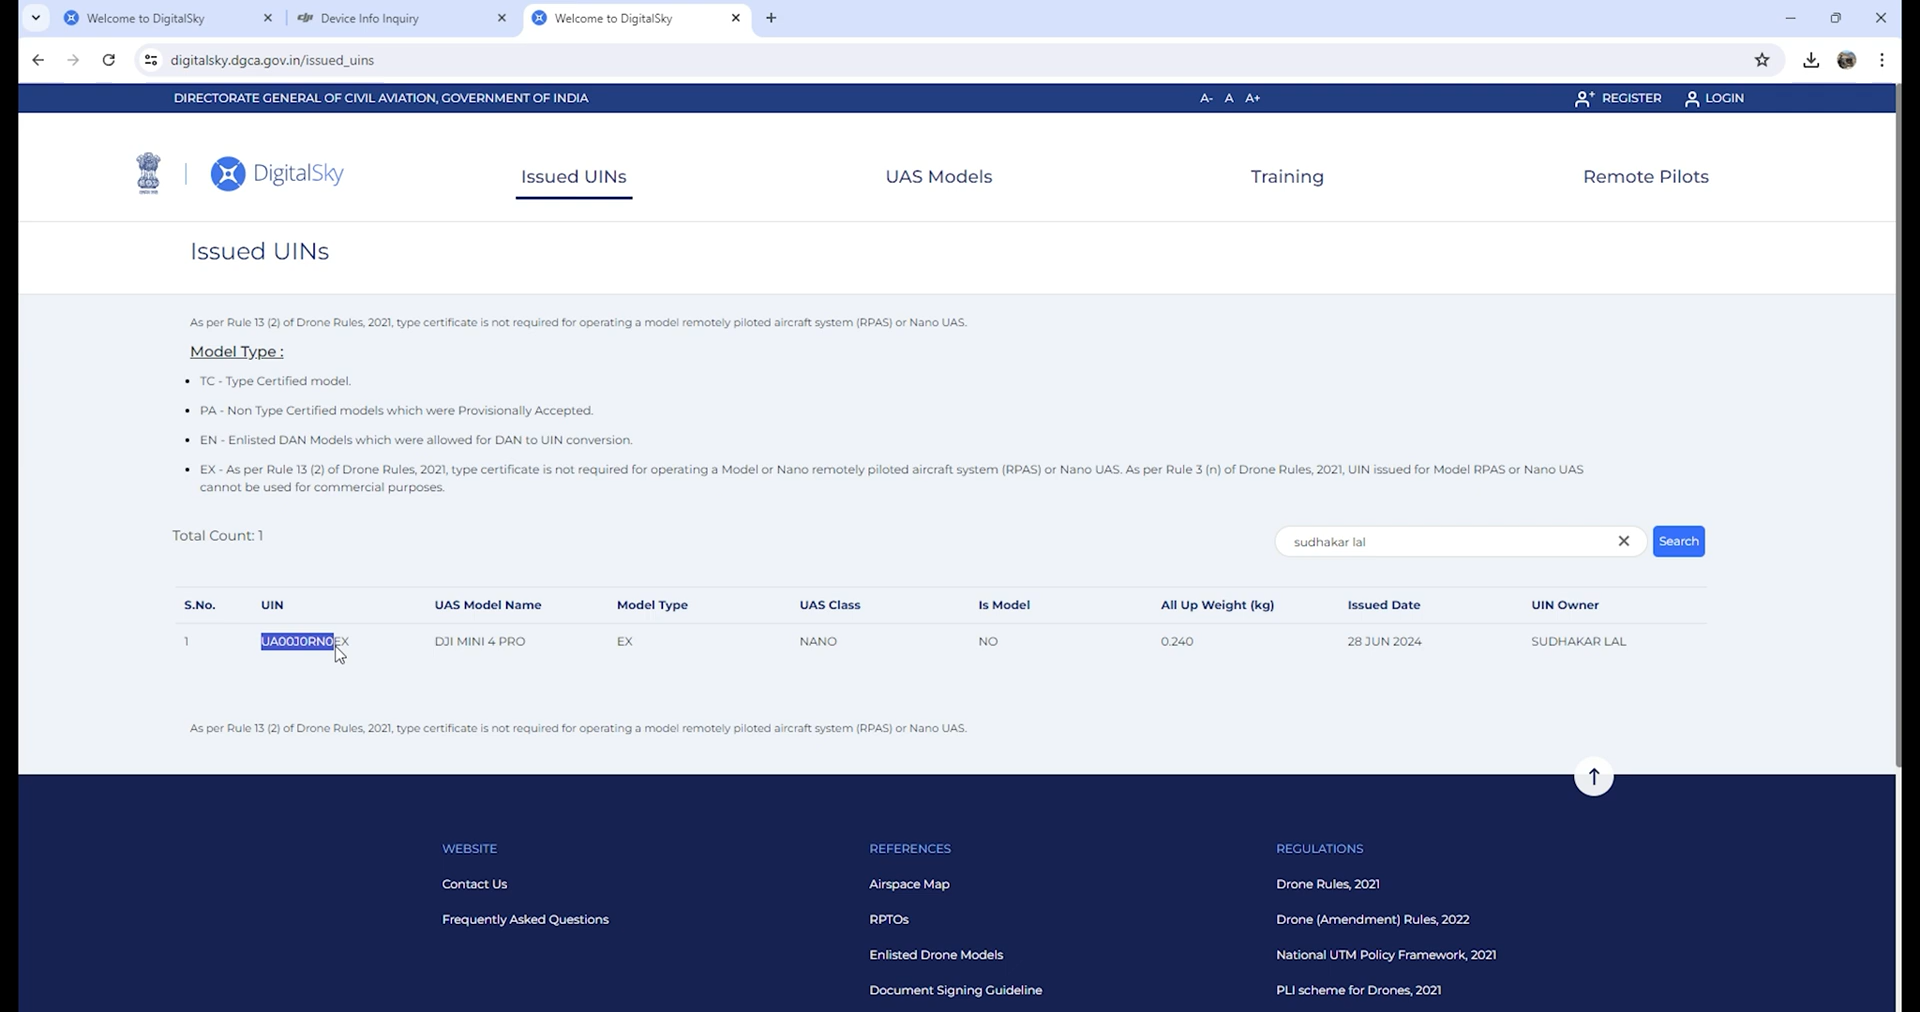 Welcome to DigitalSky
Device Info Inquiry
Welcome to DigitalSky
digitalsky.dgca.gov.in/issued_uins
DIRECTORATE GENERAL OF CIVIL AVIATION, GOVERNMENT OF INDIA
A- A A+
REGISTER LOGIN
DigitalSky
Issued UINs UAS Models Training Remote Pilots
Issued UINs
As per Rule 13 (2) of Drone Rules, 2021, type certificate is not required for operating a model remotely piloted aircraft system (RPAS) or Nano UAS.
Model Type :
• TC - Type Certified model.
• PA - Non Type Certified models which were Provisionally Accepted.
• EN - Enlisted DAN Models which were allowed for DAN to UIN conversion.
• EX - As per Rule 13 (2) of Drone Rules, 2021, type certificate is not required for operating a Model or Nano remotely piloted aircraft system (RPAS) or Nano UAS. As per Rule 3 (n) of Drone Rules, 2021, UIN issued for Model RPAS or Nano UAS
cannot be used for commercial purposes.
Total Count: 1
sudhakar lal
Search
S.No. UIN UAS Model Name Model Type UAS Class Is Model All Up Weight (kg) Issued Date UIN Owner
1 UA00J0RN0EX DJI MINI 4 PRO EX NANO NO 0.240 28 JUN 2024 SUDHAKAR LAL
As per Rule 13 (2) of Drone Rules, 2021, type certificate is not required for operating a model remotely piloted aircraft system (RPAS) or Nano UAS.
WEBSITE REFERENCES REGULATIONS
Contact Us Airspace Map Drone Rules, 2021
Frequently Asked Questions RPTOs Drone (Amendment) Rules, 2022
Enlisted Drone Models National UTM Policy Framework, 2021
Document Signing Guideline PLI scheme for Drones, 2021